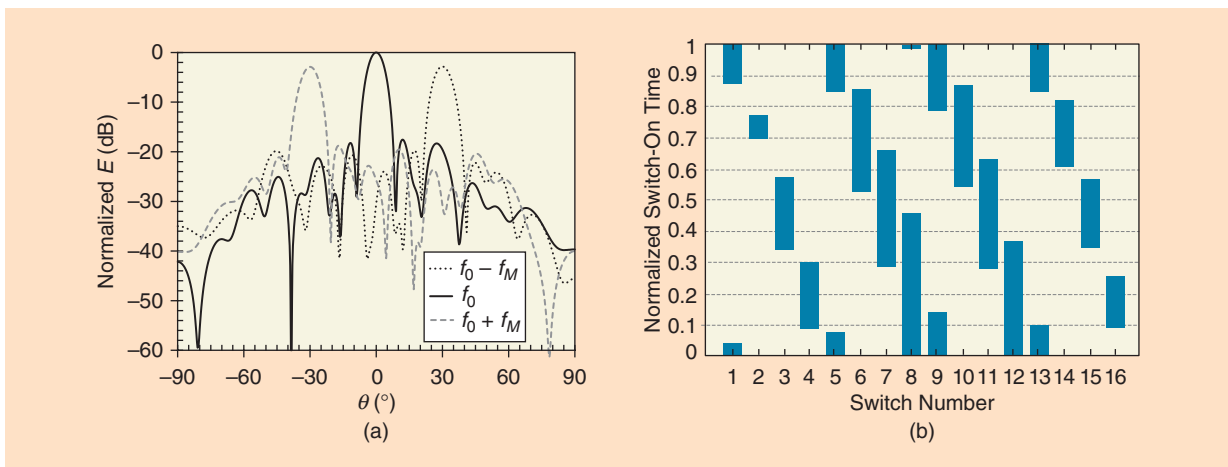 0
−10
−20
−30
−40
−50
−60
Normalized E (dB)
f0 − fM
f0
f0 + fM
−90 −60 −30 0 30 60 90
θ (°)
(a)
1
0.9
0.8
0.7
0.6
0.5
0.4
0.3
0.2
0.1
0
Normalized Switch-On Time
1 2 3 4 5 6 7 8 9 10 11 12 13 14 15 16
Switch Number
(b)